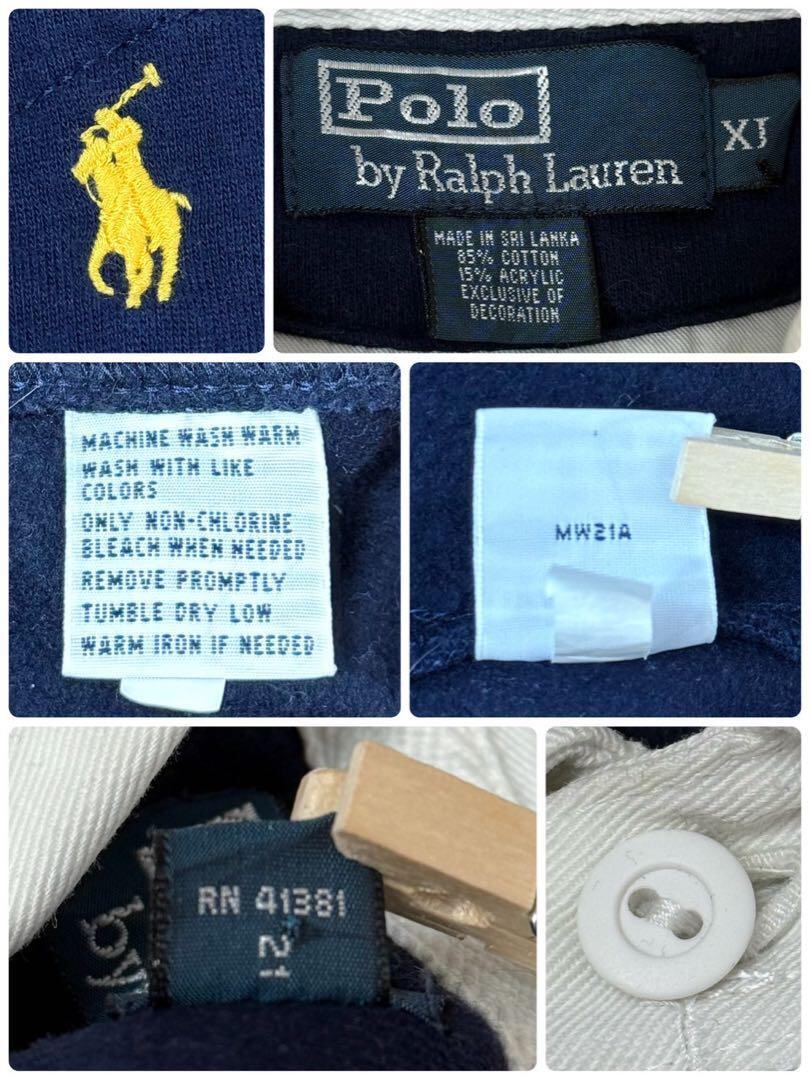 Polo
by Ralph Lauren
MADE IN SRI LANKA
85% COTTON
15% ACRYLIC
EXCLUSIVE OF
DECORATION
MACHINE WASH WARM
WASH WITH LIKE
COLORS
ONLY NON-CHLORINE
BLEACH WHEN NEEDED
REMOVE PROMPTLY
TUMBLE DRY LOW
WARM IRON IF NEEDED
MW21A
RN 41381
21
by